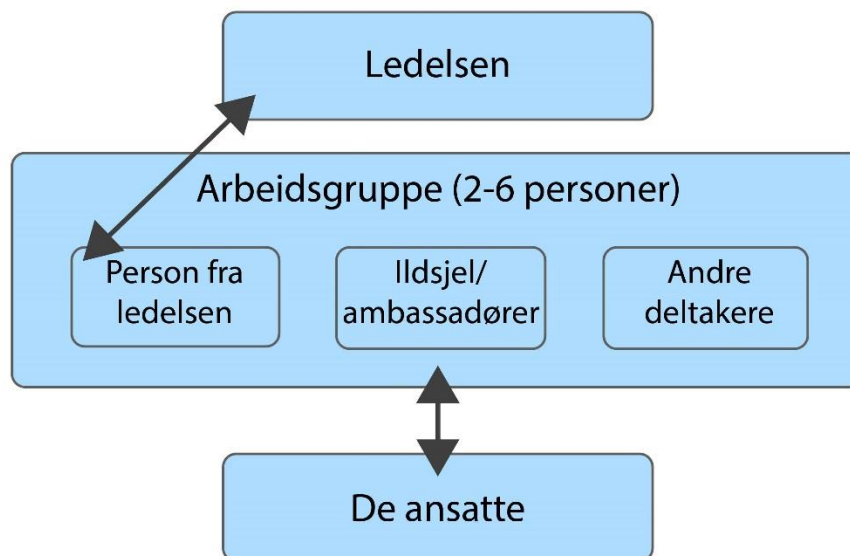 Ledelsen
Arbeidsgruppe (2-6 personer)
Person fra
ledelsen
Ildsjel/
ambassadører
Andre
deltakere
De ansatte